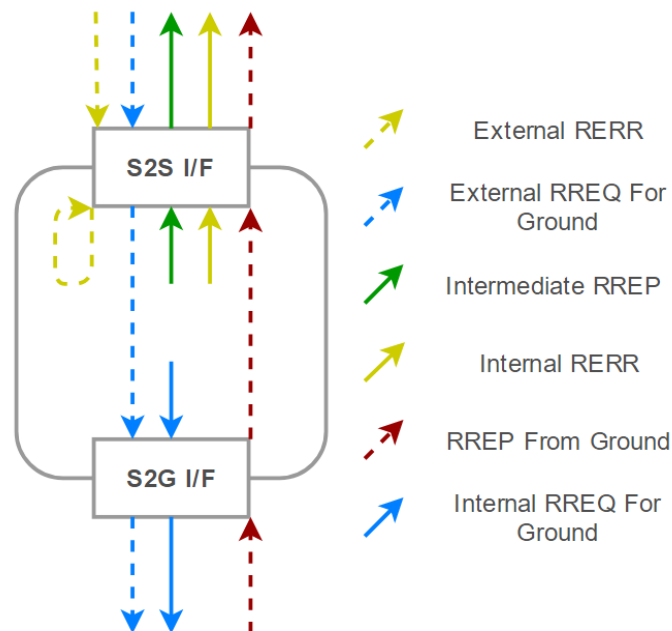 S2S I/F
S2G I/F
External RERR
External RREQ For
Ground
Intermediate RREP
Internal RERR
RREP From Ground
Internal RREQ For
Ground